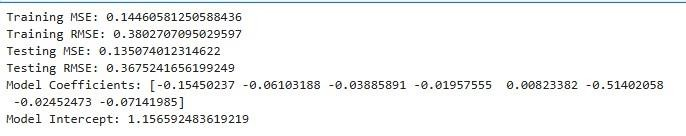 Training MSE: 0.14460581250588436
Training RMSE: 0.3802707095029597
Testing MSE: 0.135074012314622
Testing RMSE: 0.3675241656199249
Model Coefficients: [-0.15450237 -0.06103188 -0.03885891 -0.01957555  0.00823382 -0.51402058
 -0.02452473 -0.07141985]
Model Intercept: 1.156592483619219